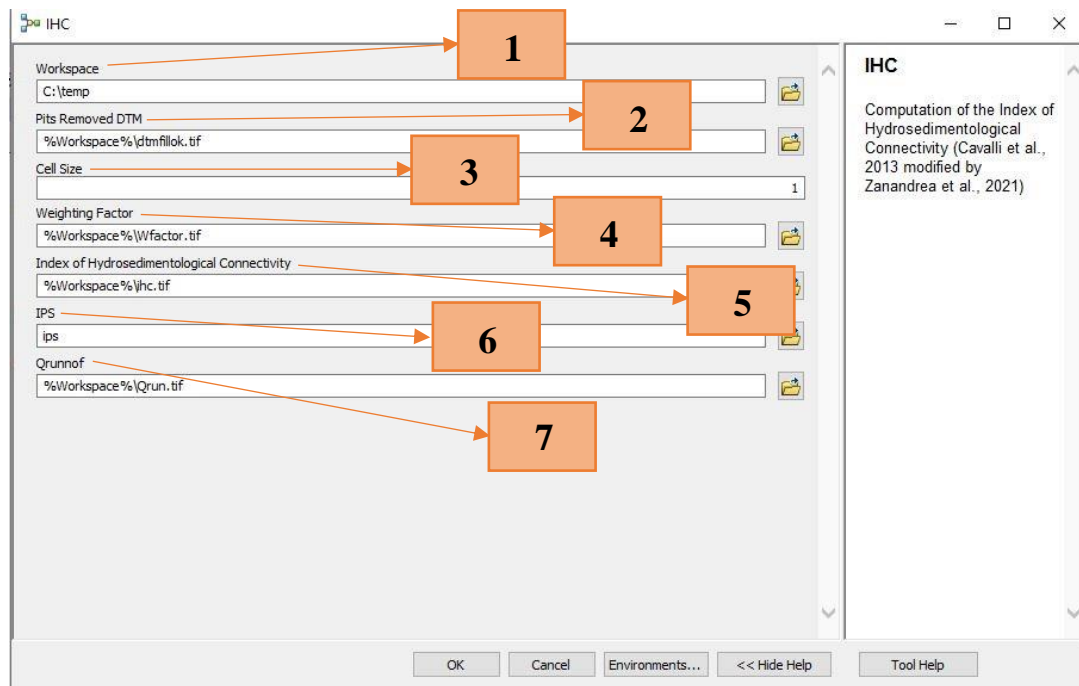 IHC
1
Workspace
C:\temp
Pits Removed DTM
2
%Workspace%\dtmfillok.tif
Cell Size
3
1
Weighting Factor
4
%Workspace%\Wfactor.tif
Index of Hydrosedimentological Connectivity
%Workspace%\ihc.tif
5
IPS
6
ips
Qrunnof
%Workspace%\Qrun.tif
7
IHC
Computation of the Index of
Hydrosedimentological
Connectivity (Cavalli et al.,
2013 modified by
Zanandrea et al., 2021)
OK Cancel Environments... << Hide Help Tool Help